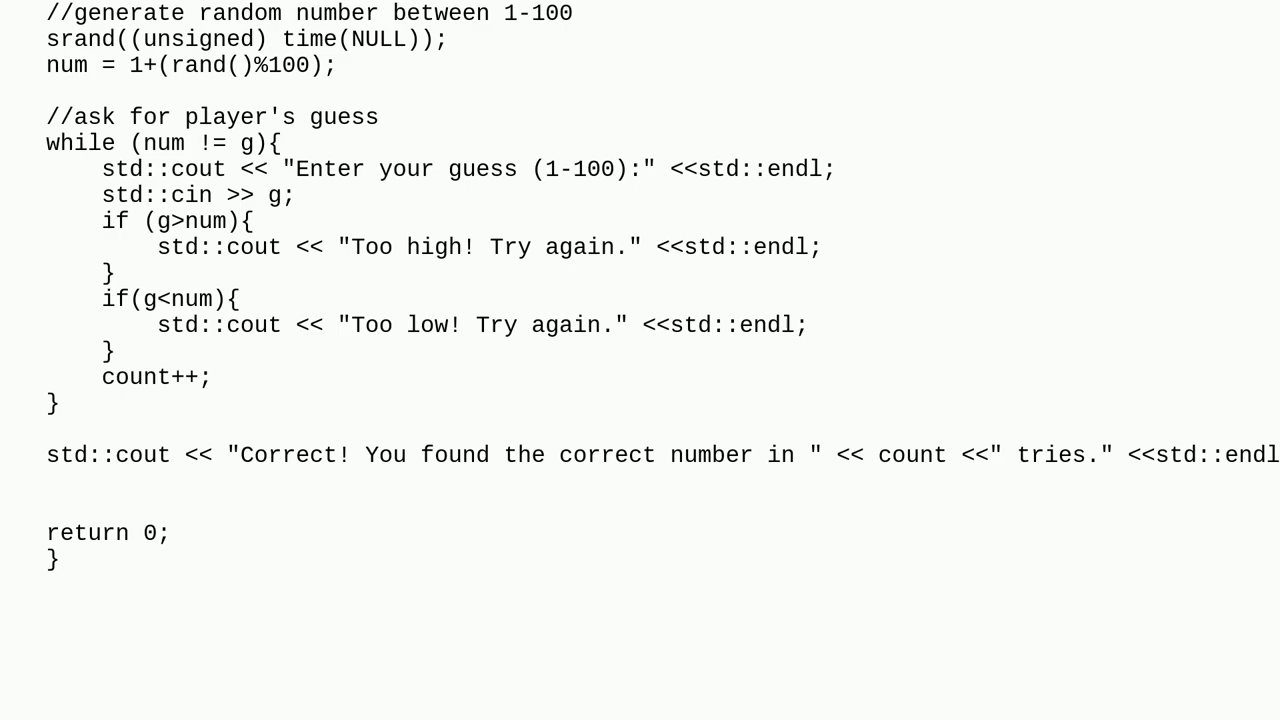 //generate random number between 1-100
srand((unsigned) time(NULL));
num = 1+(rand()%100);
//ask for player's guess
while (num != g){
std::cout << "Enter your guess (1-100):" <<std::endl;
std::cin >> g;
if (g>num){
std::cout << "Too high! Try again." <<std::endl;
}
if(g<num){
std::cout << "Too low! Try again." <<std::endl;
}
count++;
}
std::cout << "Correct! You found the correct number in " << count <<" tries." <<std::endl
return 0;
}